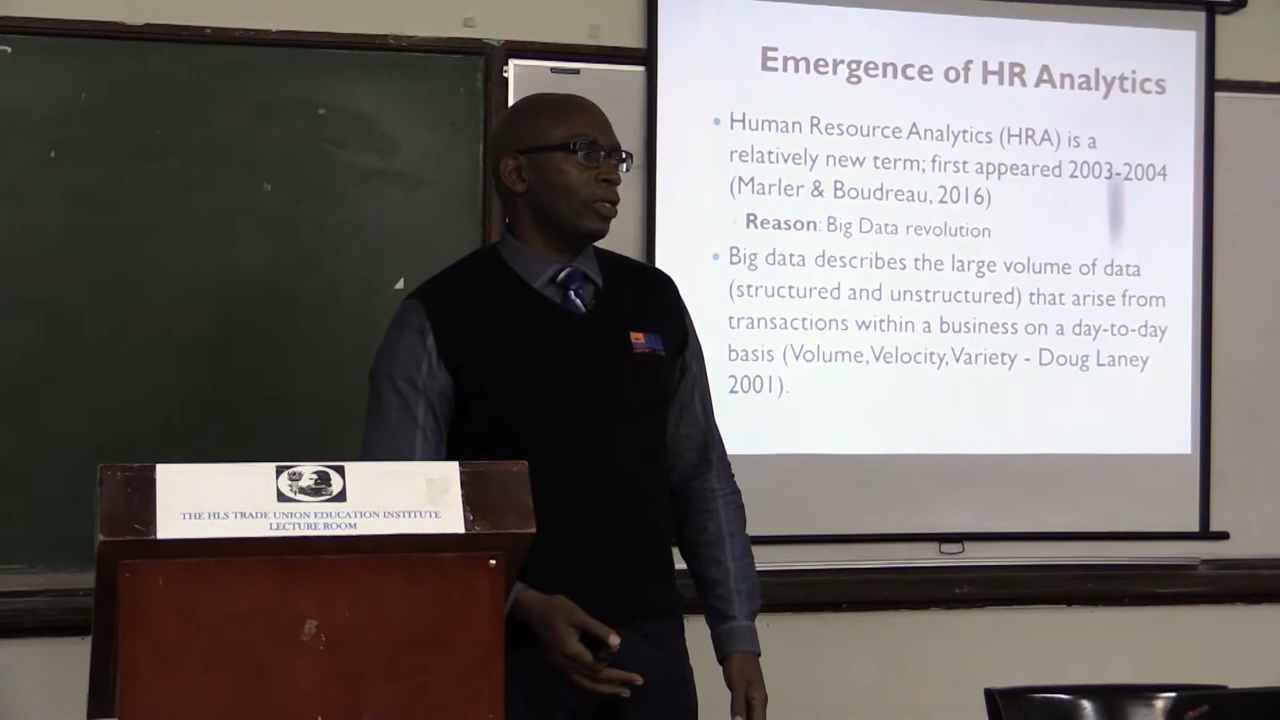 Emergence of HR Analytics
• Human Resource Analytics (HRA) is a
relatively new term; first appeared 2003-2004
(Marler & Boudreau, 2016)
Reason: Big Data revolution
• Big data describes the large volume of data
(structured and unstructured) that arise from
transactions within a business on a day-to-day
basis (Volume, Velocity, Variety - Doug Laney
2001).
THE HLS TRADE UNION EDUCATION INSTITUTE
LECTURE ROOM